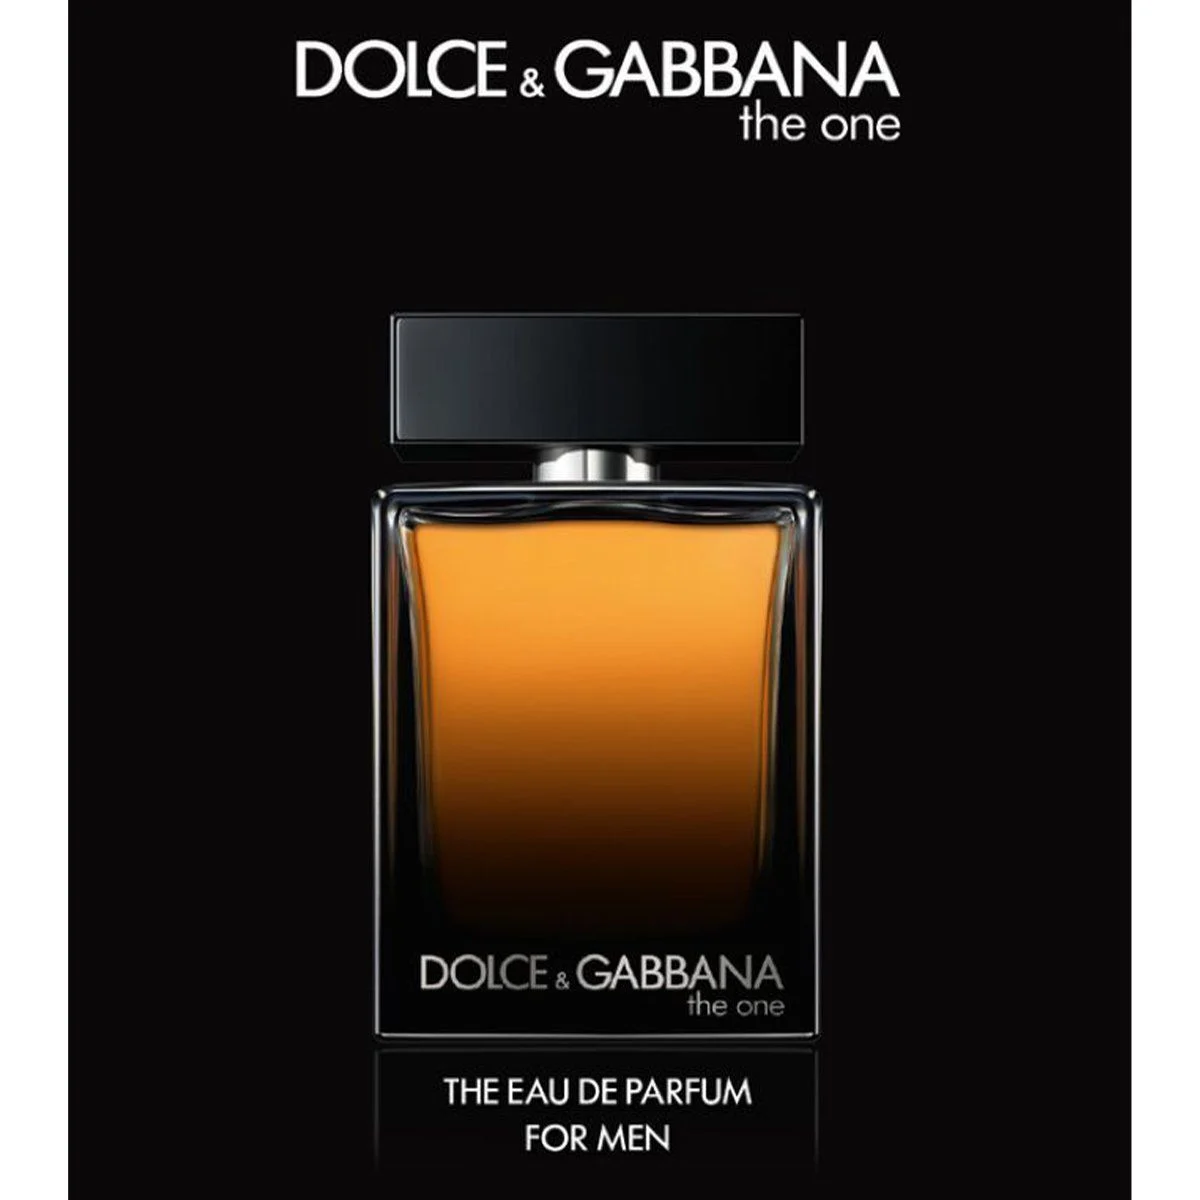 DOLCE & GABBANA
the one
DOLCE & GABBANA
the one
THE EAU DE PARFUM
FOR MEN